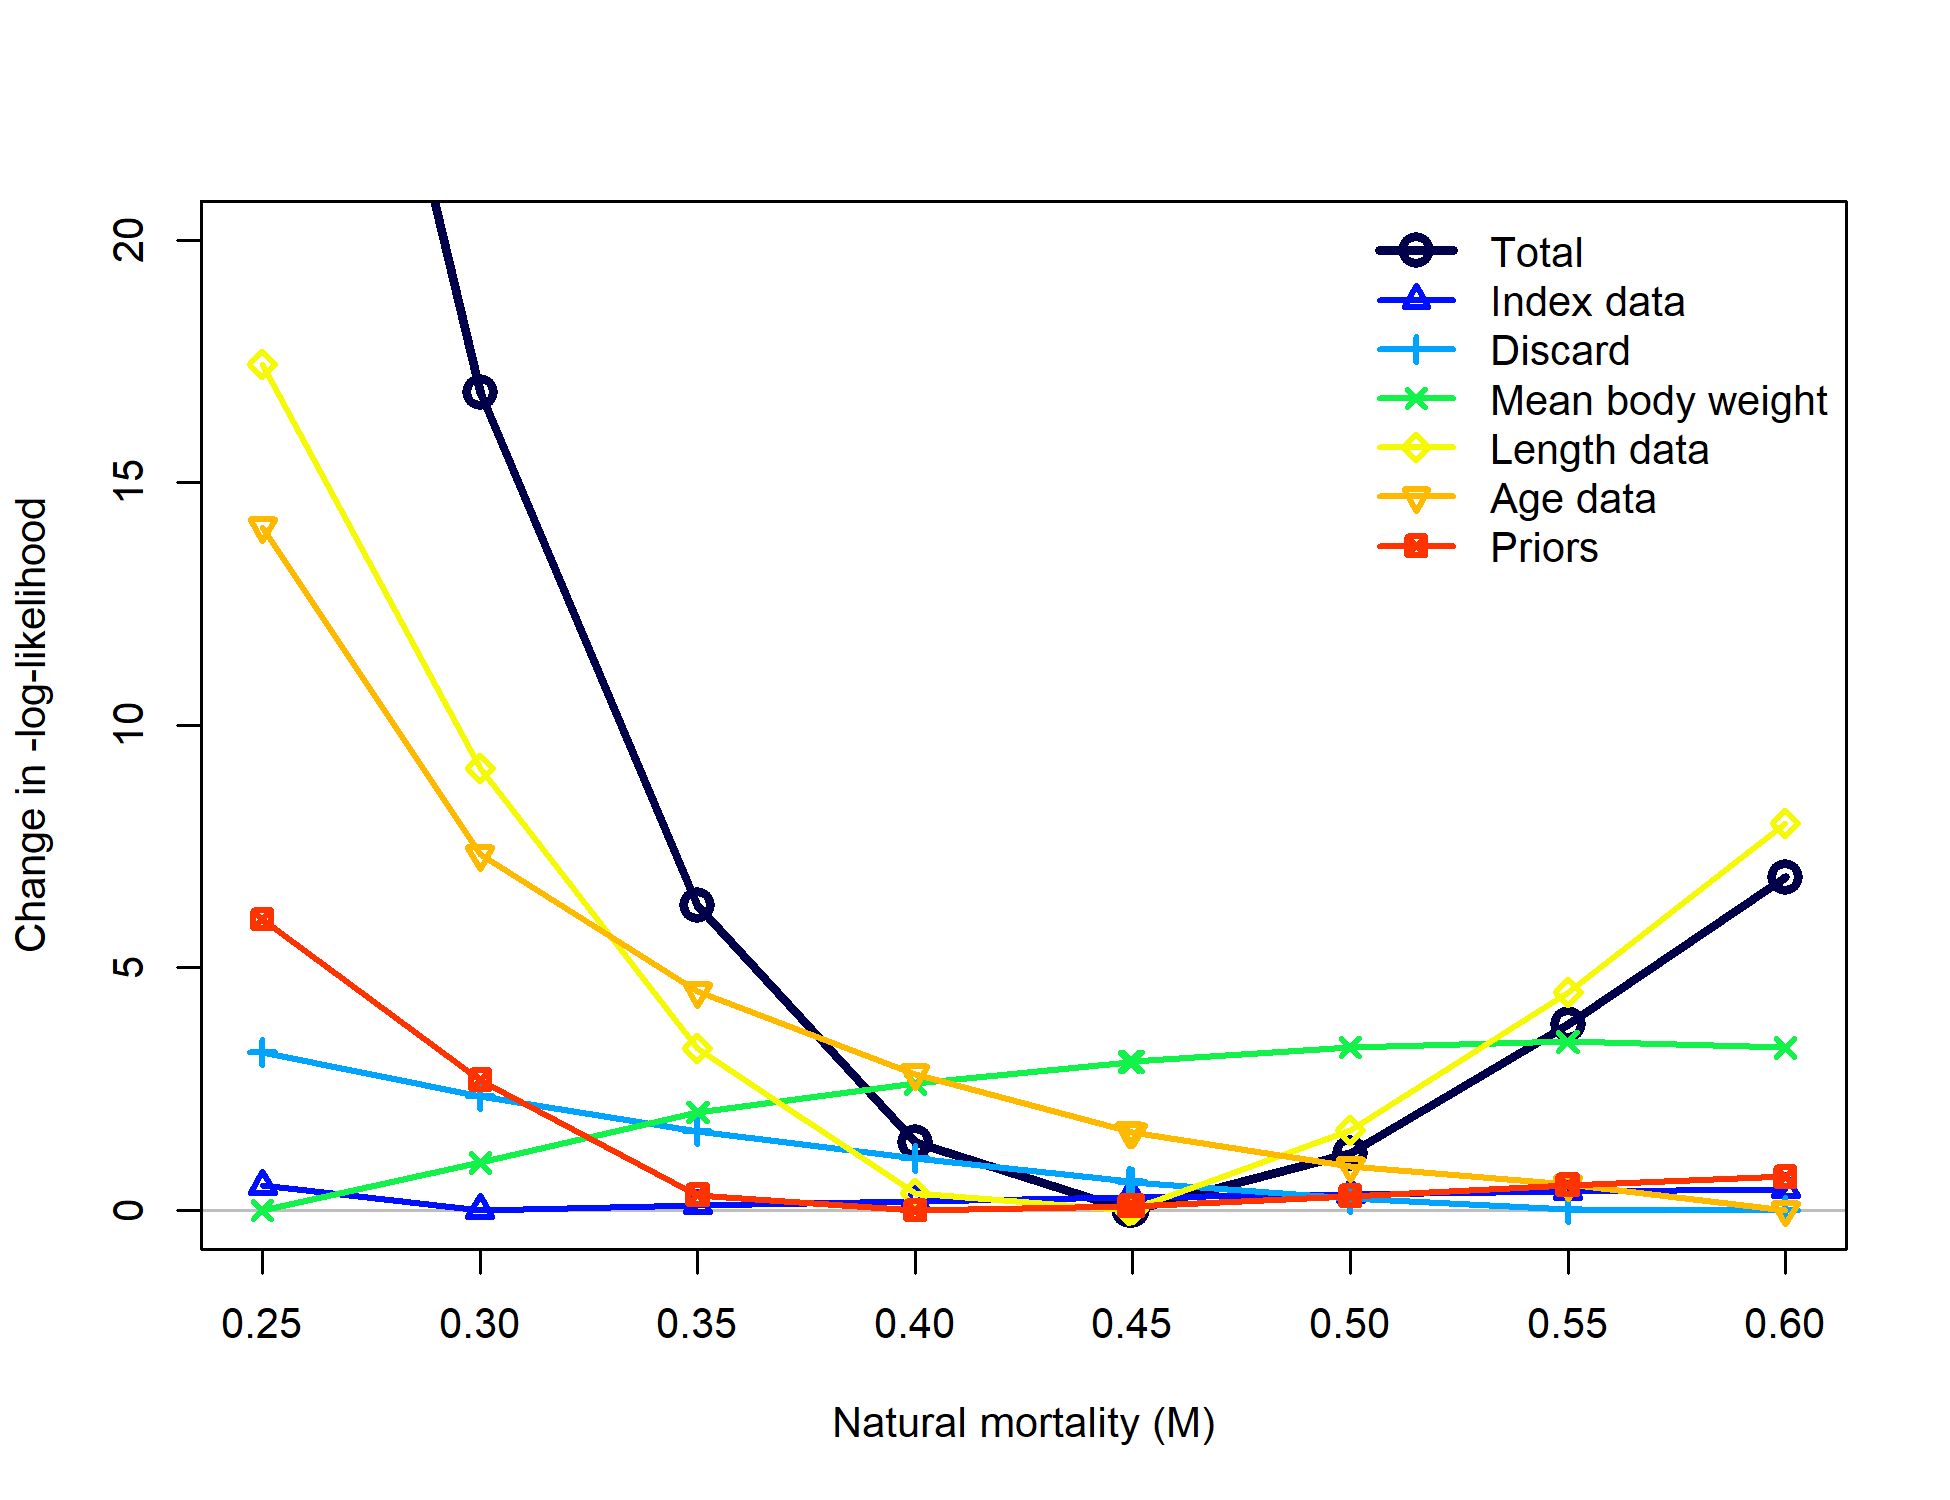 Total
Index data
Discard
Mean body weight
Length data
Age data
Priors
Change in -log-likelihood
20
15
10
5
0
0.25 0.30 0.35 0.40 0.45 0.50 0.55 0.60
Natural mortality (M)